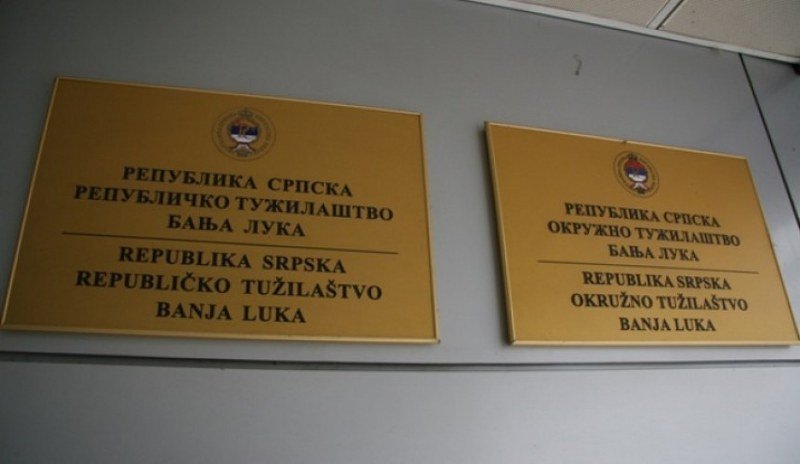 РЕПУБЛИКА СРПСКА
РЕПУБЛИЧКО ТУЖИЛАШТВО
БАЊА ЛУКА
REPUBLIKA SRPSKA
REPUBLIČKO TUŽILAŠTVO
BANJA LUKA
РЕПУБЛИКА СРПСКА
ОКРУЖНО ТУЖИЛАШТВО
БАЊА ЛУКА
REPUBLIKA SRPSKA
OKRUŽNO TUŽILAŠTVO
BANJA LUKA